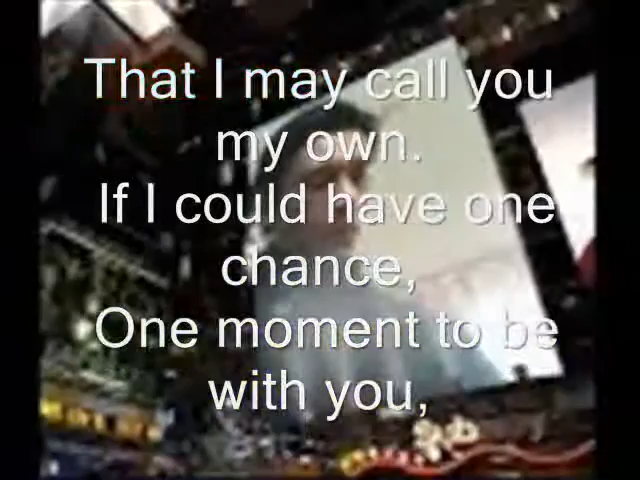 That I may call you
my own.
If I could have one
chance,
One moment to be
with you,